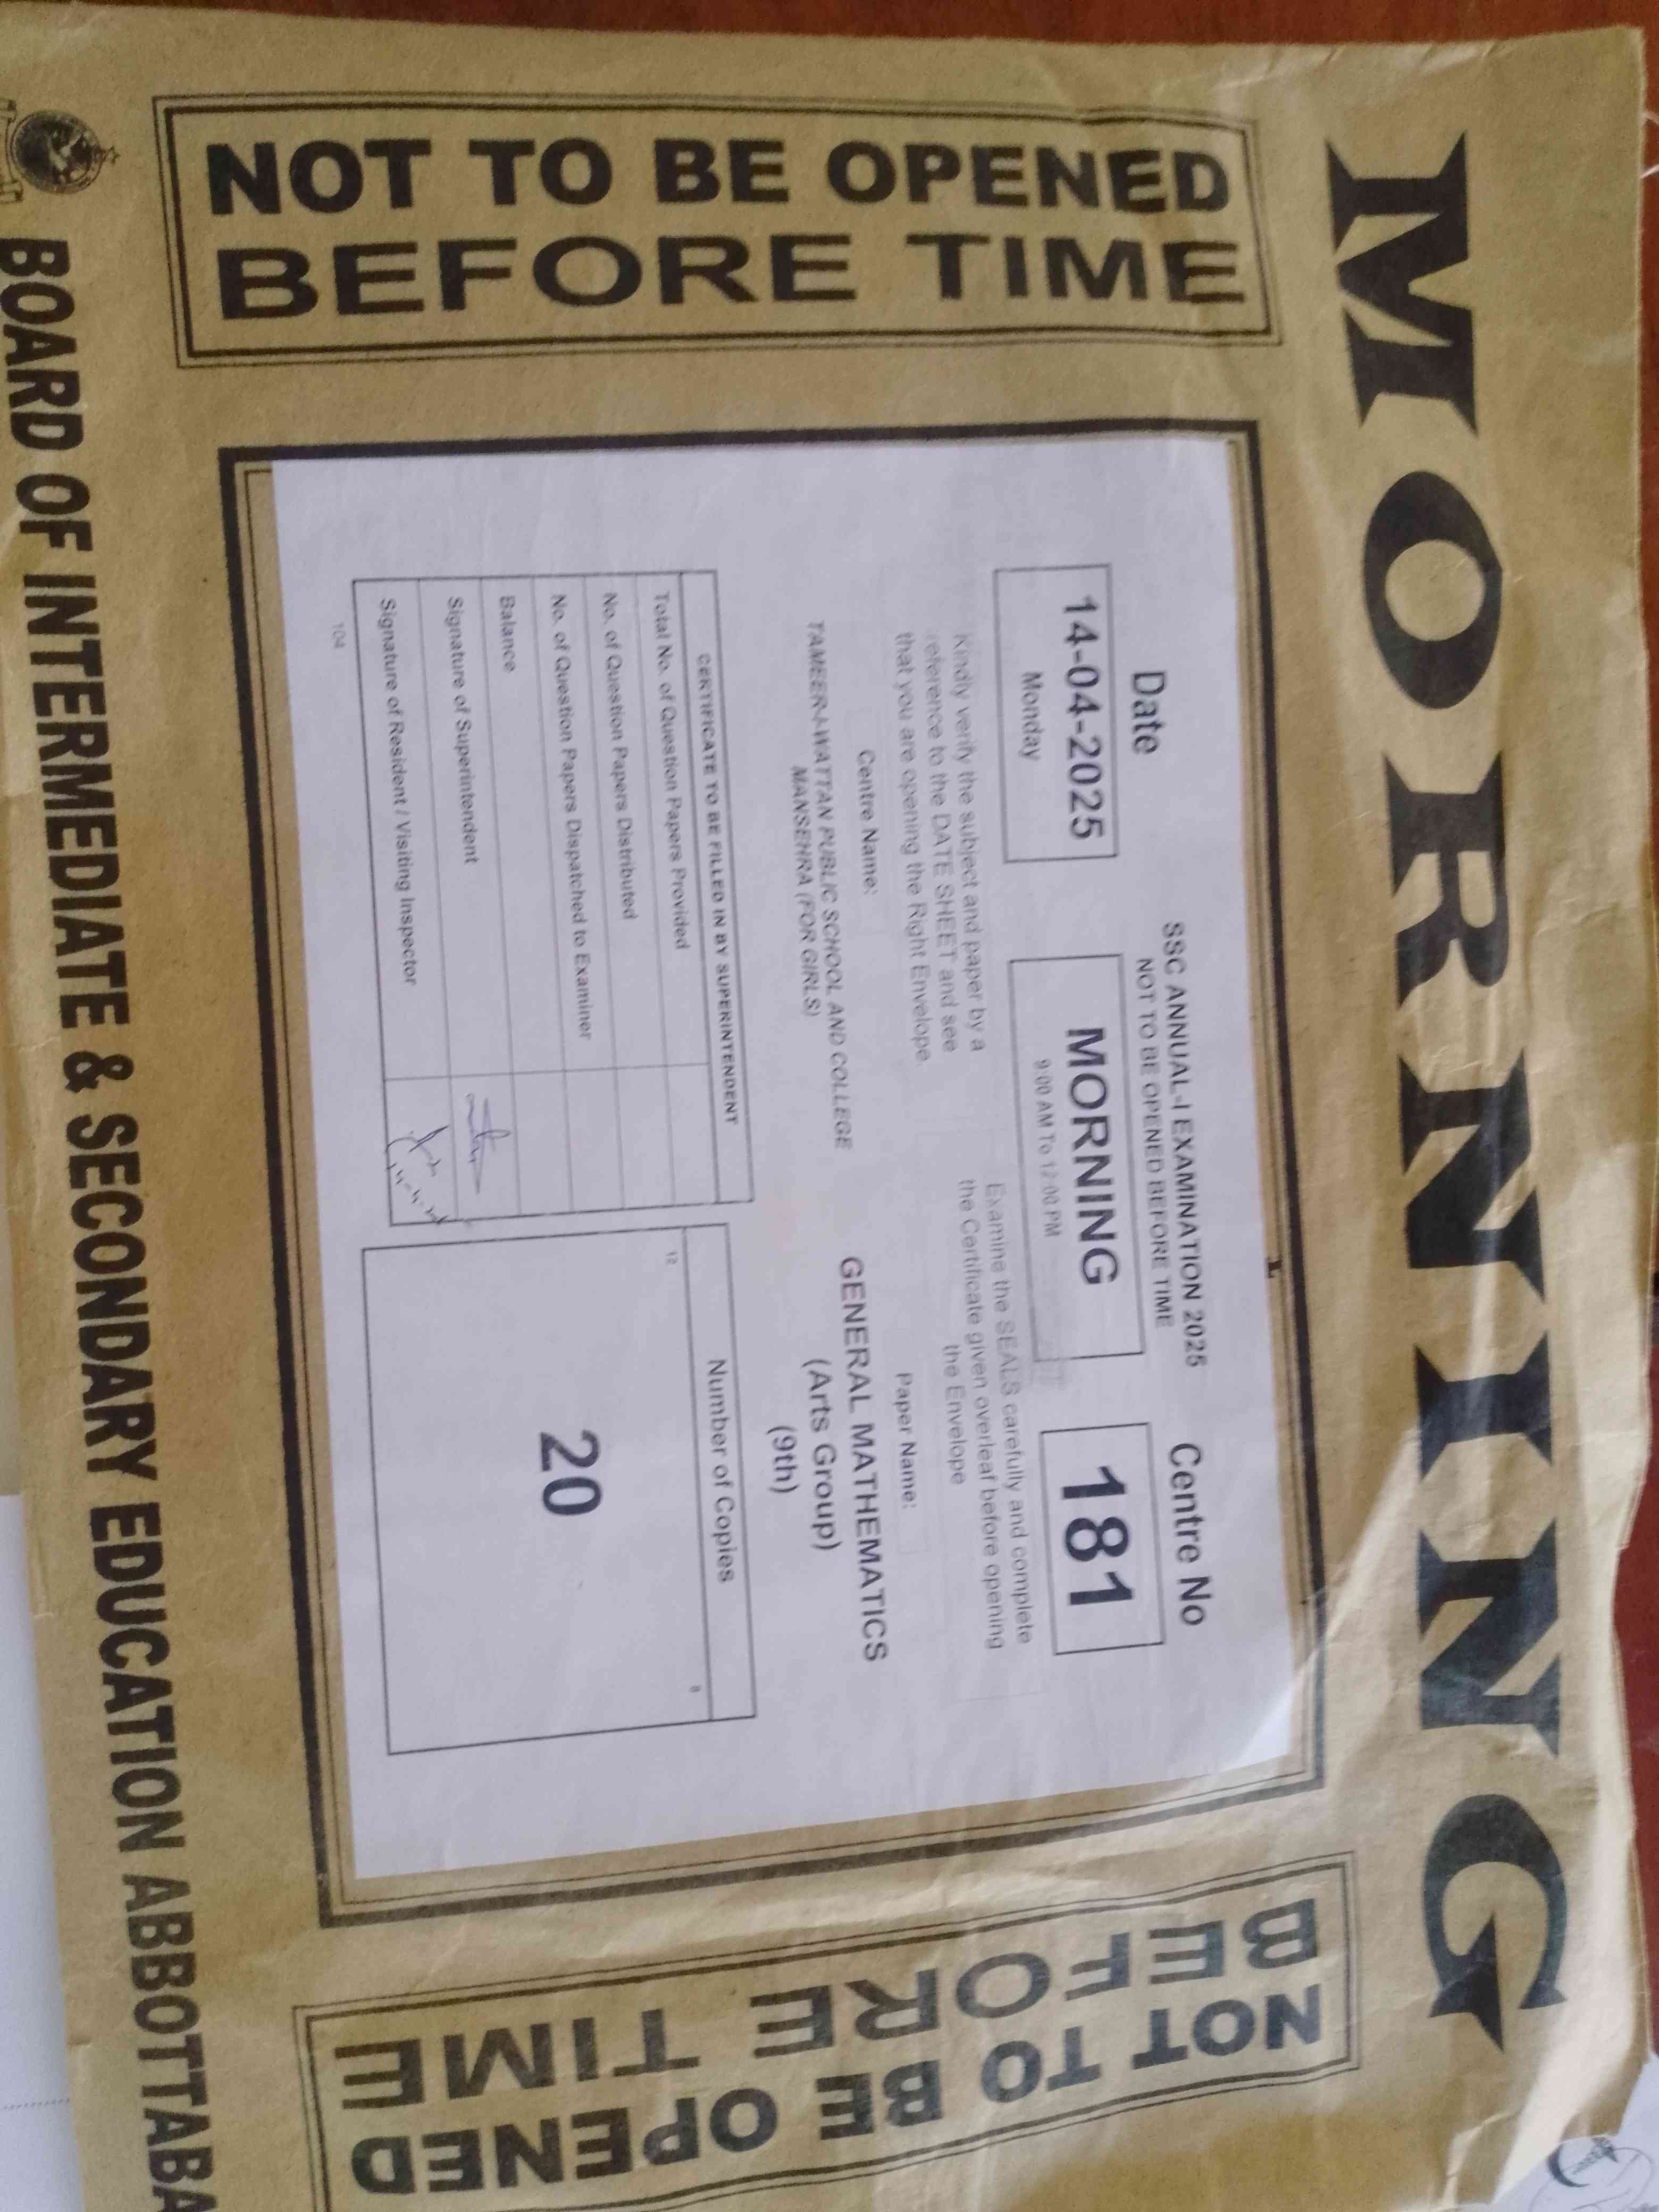 MORNING
NOT TO BE OPENED
BEFORE TIME
Date
14-04-2025
Monday
SSC ANNUAL-I EXAMINATION 2025
NOT TO BE OPENED BEFORE TIME
MORNING
9:00 AM To 12:00 PM
Centre No
181
Kindly verify the subject and paper by a
reference to the DATE SHEET and see
that you are opening the Right Envelope
Examine the SEALS carefully and complete
the Certificate given overleaf before opening
the Envelope
Centre Name:
TAMEER-I-WATTAN PUBLIC SCHOOL AND COLLEGE
MANSEHRA (FOR GIRLS)
Paper Name:
GENERAL MATHEMATICS
(Arts Group)
(9th)
CERTIFICATE TO BE FILLED IN BY SUPERINTENDENT
Total No. of Question Papers Provided
No. of Question Papers Distributed
No. of Question Papers Dispatched to Examiner
Balance
Signature of Superintendent
Signature of Resident / Visiting Inspector
104
Number of Copies
12
20
NOT TO BE OPENED
BEFORE TIME
BOARD OF INTERMEDIATE & SECONDARY EDUCATION ABBOTTABA